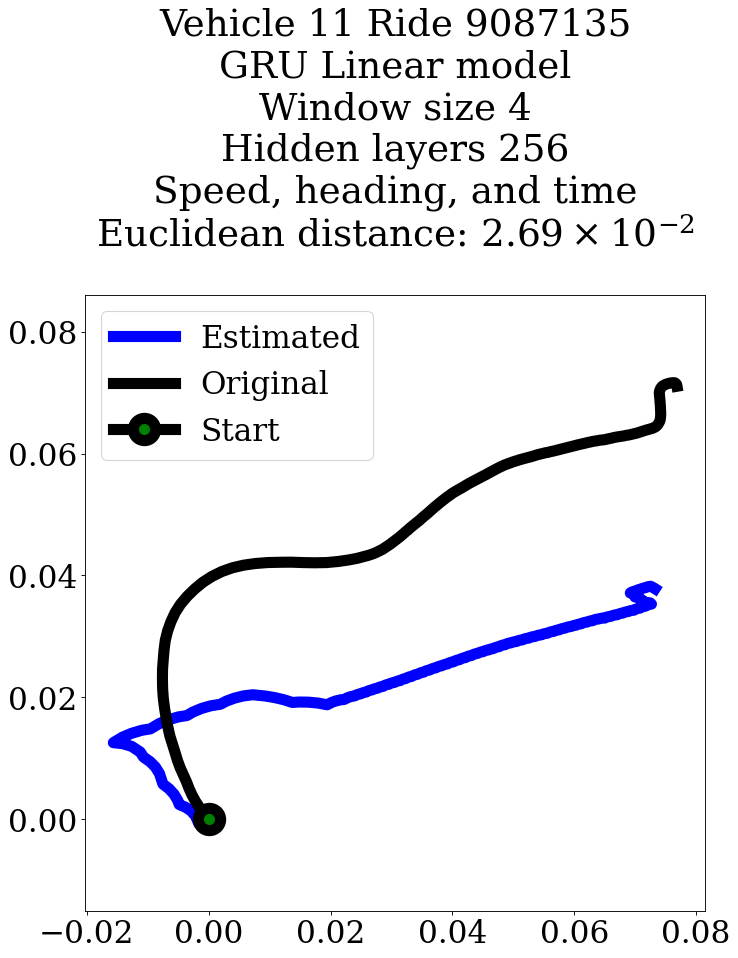 Vehicle 11 Ride 9087135
GRU Linear model
Window size 4
Hidden layers 256
Speed, heading, and time
Euclidean distance: 2.69 × 10⁻²
Estimated
Original
Start
0.08
0.06
0.04
0.02
0.00
−0.02 0.00 0.02 0.04 0.06 0.08